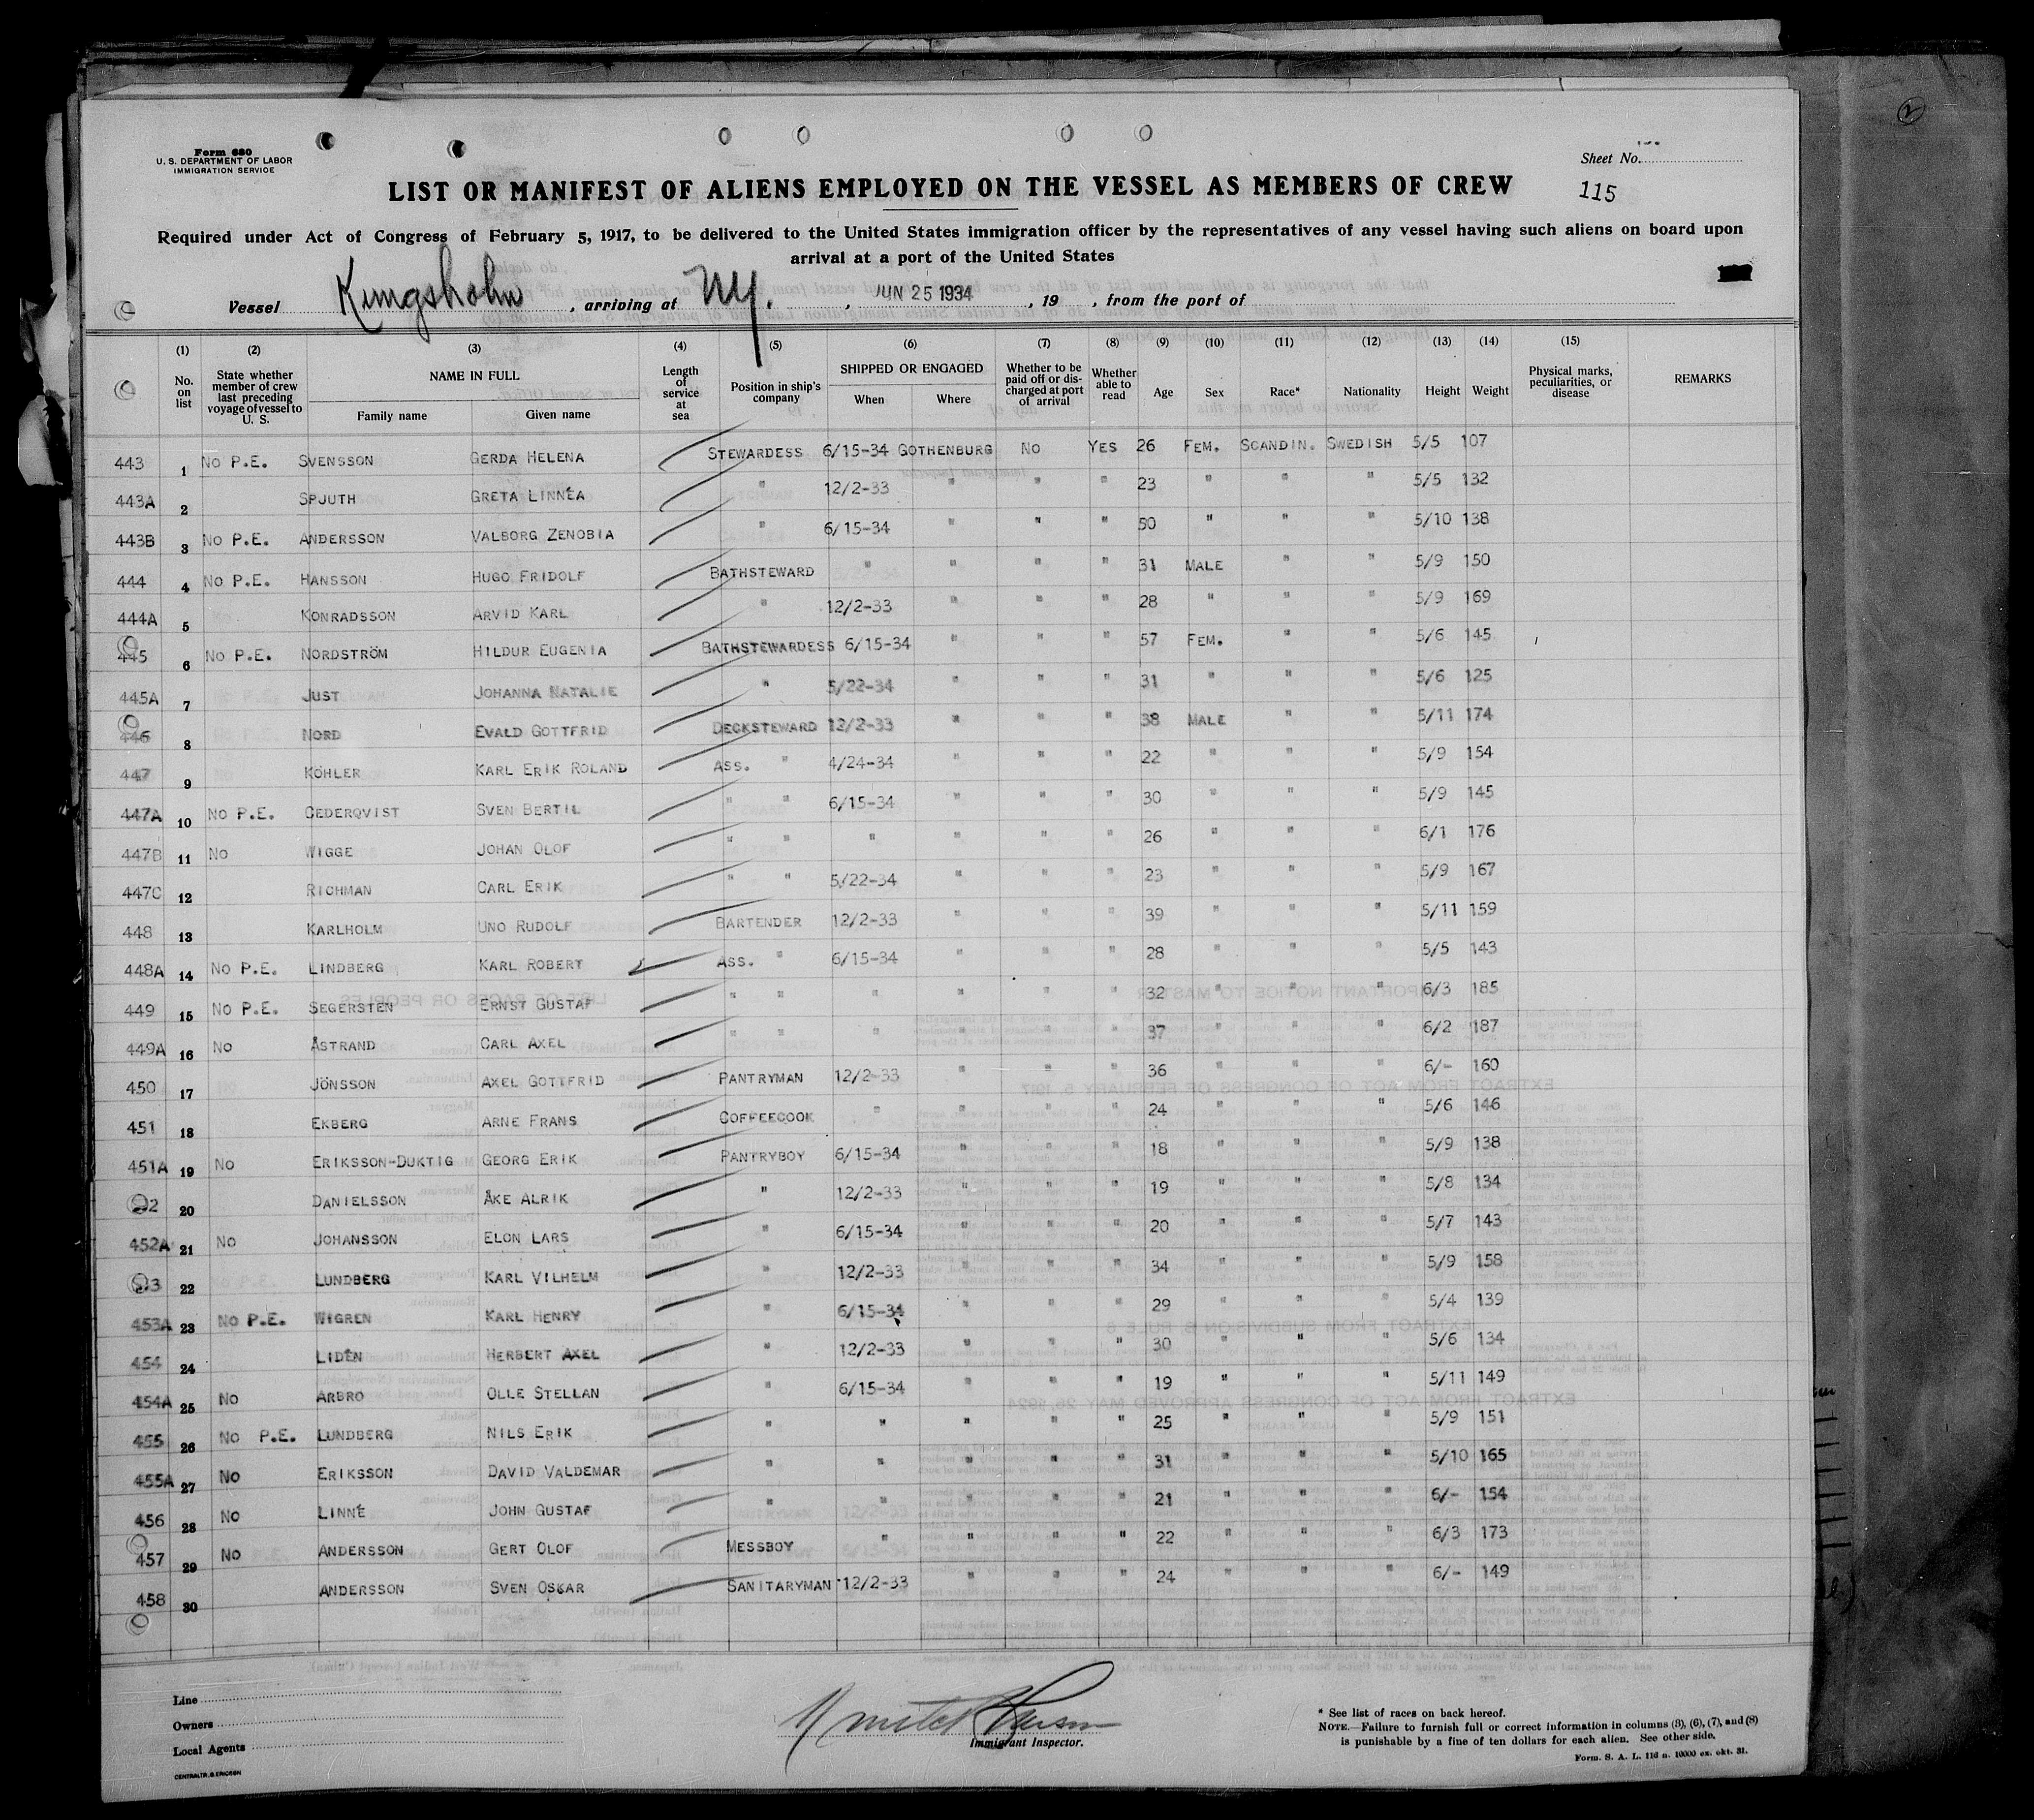 Form 680
U. S. DEPARTMENT OF LABOR
IMMIGRATION SERVICE
Sheet No.
115
LIST OR MANIFEST OF ALIENS EMPLOYED ON THE VESSEL AS MEMBERS OF CREW
Required under Act of Congress of February 5, 1917, to be delivered to the United States immigration officer by the representatives of any vessel having such aliens on board upon
arrival at a port of the United States
Vessel Kungsholm, arriving at NY., JUN 25 1934, 19 , from the port of
(1) No. on list (2) State whether member of crew last preceding voyage of vessel to U. S. (3) NAME IN FULL Family name Given name (4) Length of service at sea (5) Position in ship's company (6) SHIPPED OR ENGAGED When Where (7) Whether to be paid off or discharged at port of arrival (8) Whether able to read (9) Age (10) Sex (11) Race* (12) Nationality (13) Height (14) Weight (15) Physical marks, peculiarities, or disease REMARKS
443 1 NO P.E. SVENSSON GERDA HELENA STEWARDESS 6/15-34 GOTHENBURG NO YES 26 FEM. SCANDIN. SWEDISH 5/5 107
443A 2 SPJUTH GRETA LINNÉA " 12/2-33 " " " 23 " " " 5/5 132
443B 3 NO P.E. ANDERSSON VALBORG ZENOBIA " 6/15-34 " " " 50 " " " 5/10 138
444 4 NO P.E. HANSSON HUGO FRIDOLF BATHSTEWARD " " " " 31 MALE " " 5/9 150
444A 5 KONRADSSON ARVID KARL " 12/2-33 " " " 28 " " " 5/9 169
445 6 NO P.E. NORDSTRÖM HILDUR EUGENIA BATHSTEWARDESS 6/15-34 " " " 57 FEM. " " 5/6 145
445A 7 JUST JOHANNA NATALIE " 5/22-34 " " " 31 " " " 5/6 125
446 8 NORD EVALD GOTTFRID DECKSTEWARD 12/2-33 " " " 38 MALE " " 5/11 174
447 9 KÖHLER KARL ERIK ROLAND ASS. " 4/24-34 " " " 22 " " " 5/9 154
447A 10 NO P.E. CEDERQVIST SVEN BERTIL " " 6/15-34 " " " 30 " " " 5/9 145
447B 11 NO WIGGE JOHAN OLOF " " " " " " 26 " " " 6/1 176
447C 12 RICHMAN CARL ERIK " " 5/22-34 " " " 23 " " " 5/9 167
448 13 KARLHOLM UNO RUDOLF BARTENDER 12/2-33 " " " 39 " " " 5/11 159
448A 14 NO P.E. LINDBERG KARL ROBERT ASS. " 6/15-34 " " " 28 " " " 5/5 143
449 15 NO P.E. SEGERSTEN ERNST GUSTAF " " " " " " 32 " " " 6/3 185
449A 16 NO ÅSTRAND CARL AXEL " " " " " " 37 " " " 6/2 187
450 17 JÖNSSON AXEL GOTTFRID PANTRYMAN 12/2-33 " " " 36 " " " 6/- 160
451 18 EKBERG ARNE FRANS COFFEECOOK " " " " 24 " " " 5/6 146
451A 19 NO ERIKSSON-DUKTIG GEORG ERIK PANTRYBOY 6/15-34 " " " 18 " " " 5/9 138
20 DANIELSSON ÅKE ALRIK " 12/2-33 " " " 19 " " " 5/8 134
452A 21 NO JOHANSSON ELON LARS " 6/15-34 " " " 20 " " " 5/7 143
22 LUNDBERG KARL VILHELM " 12/2-33 " " " 34 " " " 5/9 158
453A 23 NO P.E. WIGREN KARL HENRY " 6/15-34 " " " 29 " " " 5/4 139
454 24 LIDÉN HERBERT AXEL " 12/2-33 " " " 30 " " " 5/6 134
454A 25 NO ARBRO OLLE STELLAN " 6/15-34 " " " 19 " " " 5/11 149
455 26 NO P.E. LUNDBERG NILS ERIK " " " " " 25 " " " 5/9 151
455A 27 NO ERIKSSON DAVID VALDEMAR " " " " " 31 " " " 5/10 165
456 28 NO LINNÉ JOHN GUSTAF " " " " " 21 " " " 6/- 154
457 29 NO ANDERSSON GERT OLOF MESSBOY " " " " 22 " " " 6/3 173
458 30 ANDERSSON SVEN OSKAR SANITARYMAN 12/2-33 " " " 24 " " " 6/- 149
Line
Owners
Local Agents
CENTRALTR. G. ERICSSON
Immigrant Inspector.
* See list of races on back hereof.
NOTE.—Failure to furnish full or correct information in columns (3), (6), (7), and (8)
is punishable by a fine of ten dollars for each alien. See other side.
Form. S. A. L. 116 n. 10000 ex. okt. 31.